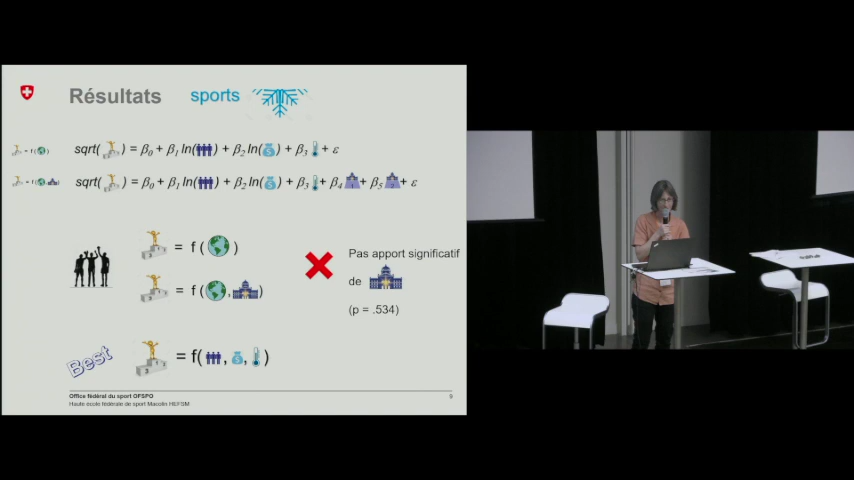 Résultats sports
= f( )
sqrt( ) = β0 + β1 ln( ) + β2 ln( ) + β3 + ε
= f( )
sqrt( ) = β0 + β1 ln( ) + β2 ln( ) + β3 + β4 + β5 + ε
= f ( )
Pas apport significatif
= f ( , )
de
(p = .534)
Best = f( , , )
Office fédéral du sport OFSPO
Haute école fédérale de sport Macolin HEFSM
9